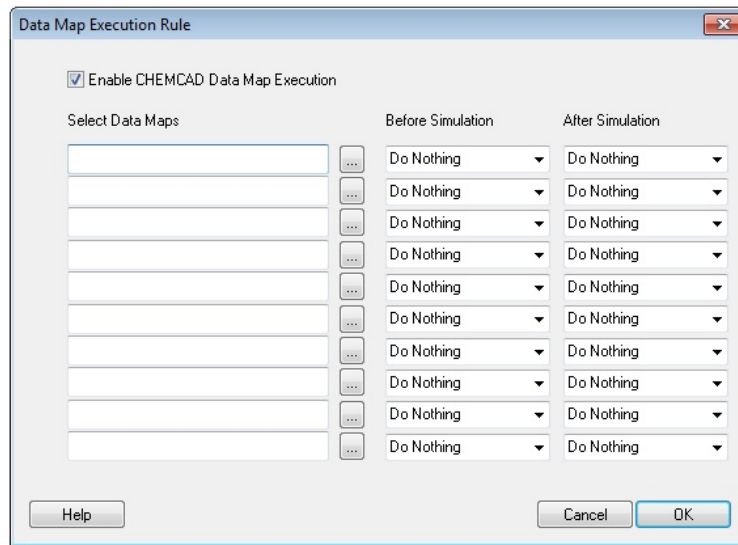 Data Map Execution Rule
Enable CHEMCAD Data Map Execution
Select Data Maps Before Simulation After Simulation
... Do Nothing Do Nothing
... Do Nothing Do Nothing
... Do Nothing Do Nothing
... Do Nothing Do Nothing
... Do Nothing Do Nothing
... Do Nothing Do Nothing
... Do Nothing Do Nothing
... Do Nothing Do Nothing
... Do Nothing Do Nothing
... Do Nothing Do Nothing
Help Cancel OK